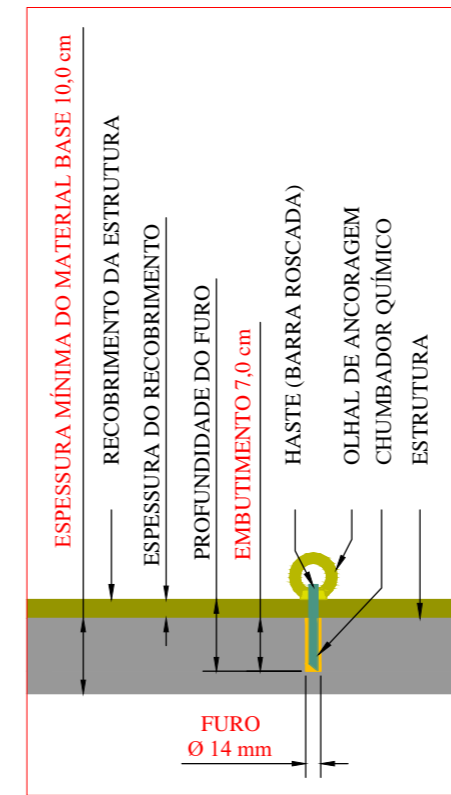 ESPESSURA MÍNIMA DO MATERIAL BASE 10,0 cm
RECOBRIMENTO DA ESTRUTURA
ESPESSURA DO RECOBRIMENTO
PROFUNDIDADE DO FURO
EMBUTIMENTO 7,0 cm
HASTE (BARRA ROSCADA)
OLHAL DE ANCORAGEM
CHUMBADOR QUÍMICO
ESTRUTURA
FURO
Ø 14 mm